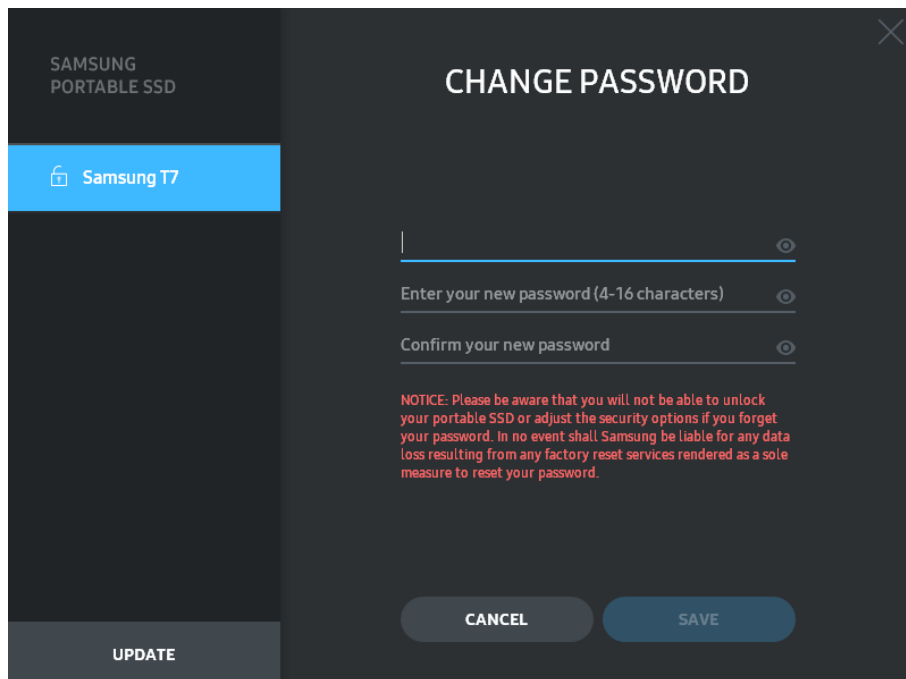 SAMSUNG
PORTABLE SSD
Samsung T7
UPDATE
CHANGE PASSWORD
Enter your new password (4-16 characters)
Confirm your new password
NOTICE: Please be aware that you will not be able to unlock
your portable SSD or adjust the security options if you forget
your password. In no event shall Samsung be liable for any data
loss resulting from any factory reset services rendered as a sole
measure to reset your password.
CANCEL
SAVE